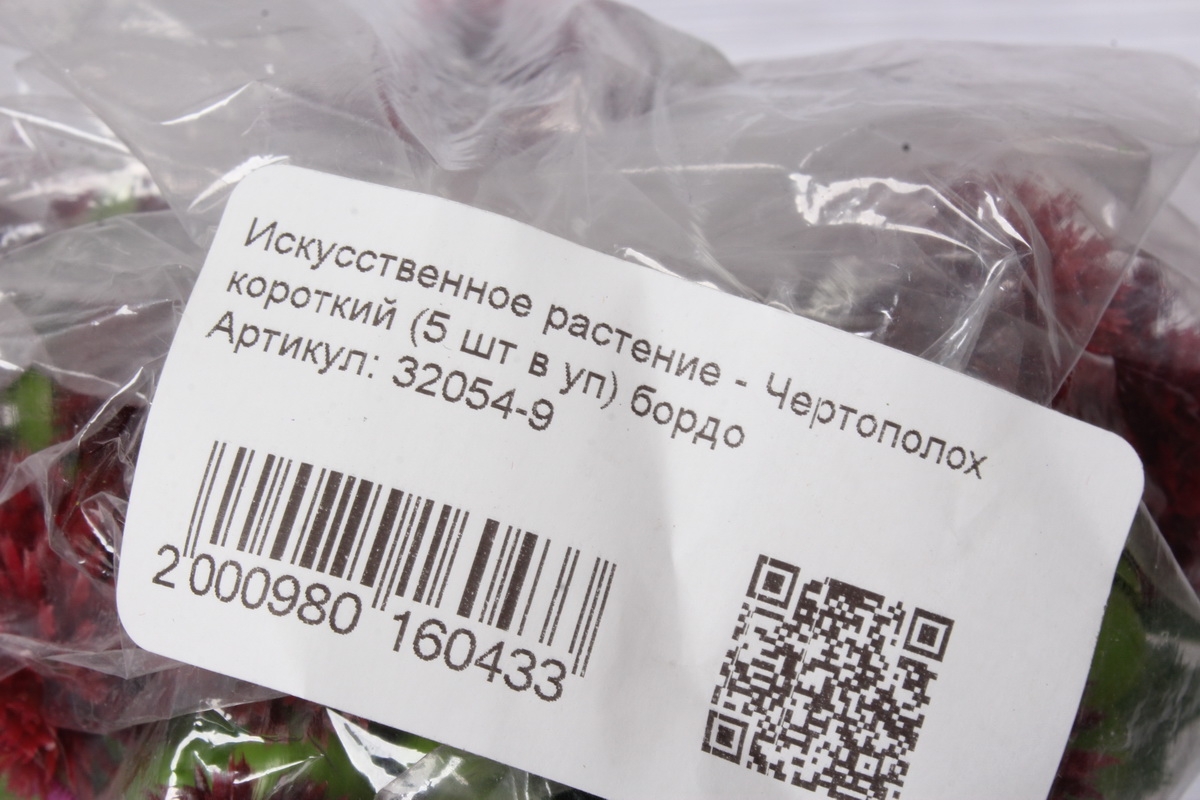 Искусственное растение - Чертополох
короткий (5 шт в уп) бордо
Артикул: 32054-9
2 000980 160433